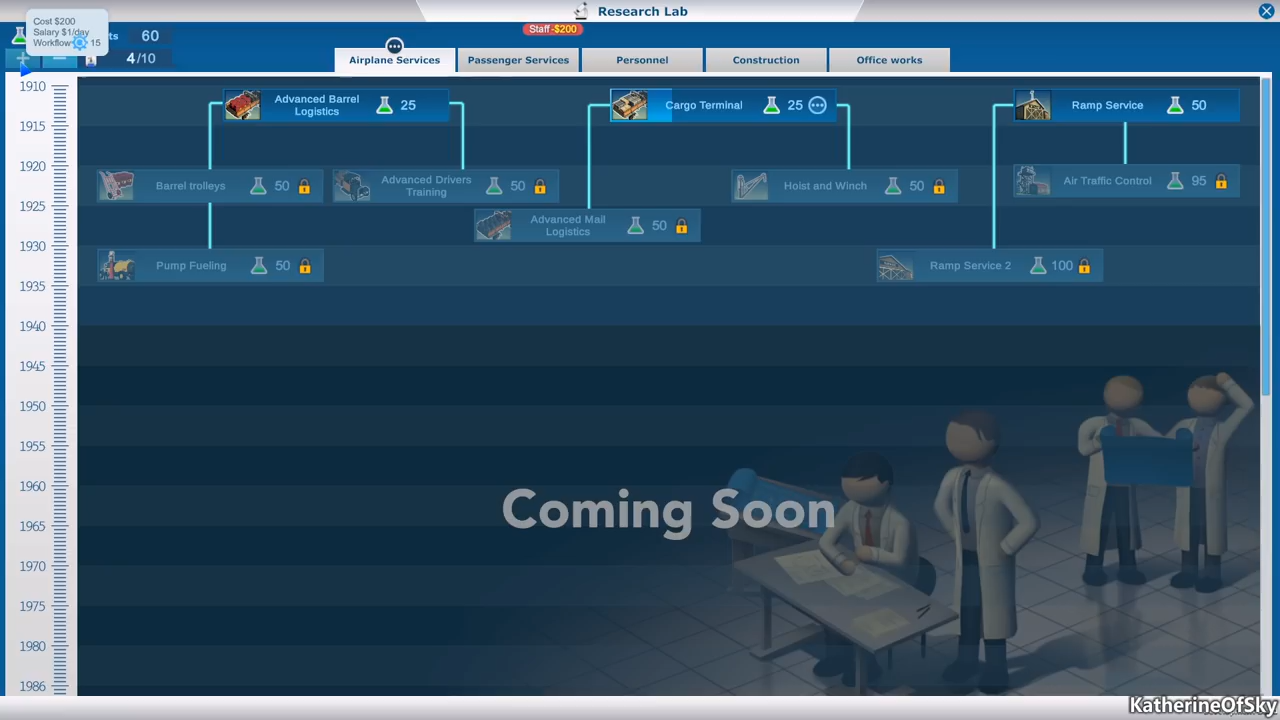 Research Lab
Cost $200
Salary $1/day
Workflow 15
ts 60
4/10
Staff-$200
Airplane Services
Passenger Services
Personnel
Construction
Office works
1910
1915
1920
1925
1930
1935
1940
1945
1950
1955
1960
1965
1970
1975
1980
1986
Advanced Barrel
Logistics
25
Cargo Terminal 25
Ramp Service 50
Barrel trolleys 50
Advanced Drivers
Training
50
Hoist and Winch 50
Air Traffic Control 95
Advanced Mail
Logistics
50
Pump Fueling 50
Ramp Service 2 100
Coming Soon
KatherineOfSky